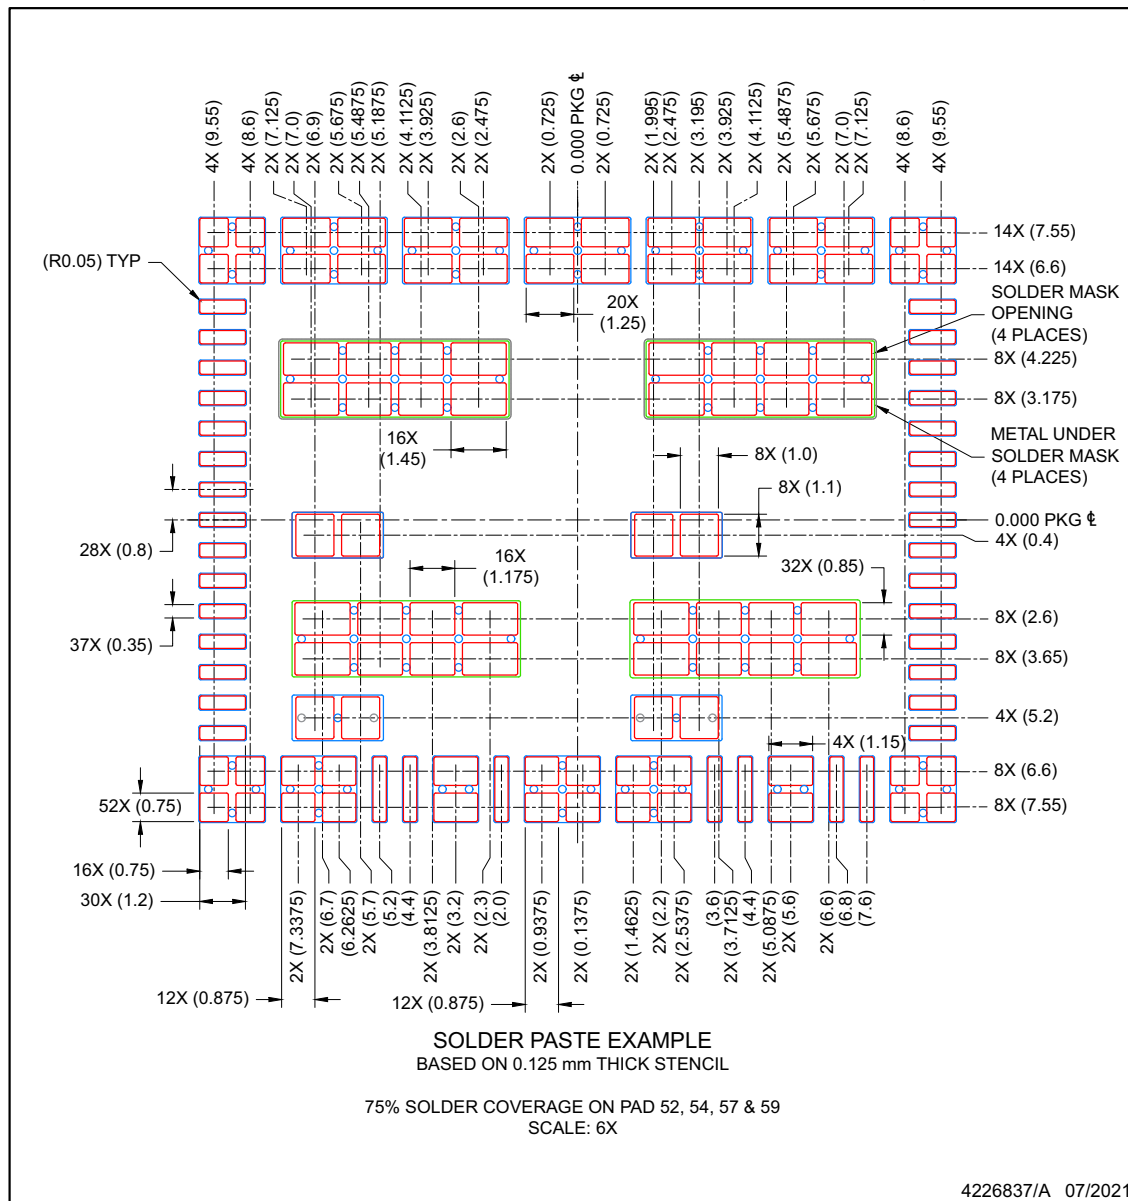 4X (9.55)
4X (8.6)
2X (7.125)
2X (7.0)
2X (6.9)
2X (5.675)
2X (5.4875)
2X (5.1875)
2X (4.1125)
2X (3.925)
2X (2.6)
2X (2.475)
2X (0.725)
0.000 PKG ℄
2X (0.725)
2X (1.995)
2X (2.475)
2X (3.195)
2X (3.925)
2X (4.1125)
2X (5.4875)
2X (5.675)
2X (7.0)
2X (7.125)
4X (8.6)
4X (9.55)
14X (7.55)
(R0.05) TYP
14X (6.6)
20X
(1.25)
SOLDER MASK
OPENING
(4 PLACES)
8X (4.225)
8X (3.175)
16X
(1.45)
8X (1.0)
METAL UNDER
SOLDER MASK
(4 PLACES)
8X (1.1)
0.000 PKG ℄
4X (0.4)
28X (0.8)
16X
(1.175)
32X (0.85)
8X (2.6)
37X (0.35)
8X (3.65)
4X (5.2)
4X (1.15)
8X (6.6)
52X (0.75)
8X (7.55)
16X (0.75)
30X (1.2)
2X (7.3375)
2X (6.7)
(6.2625)
2X (5.7)
(5.2)
(4.4)
2X (3.8125)
2X (3.2)
2X (2.3)
(2.0)
2X (0.9375)
2X (0.1375)
2X (1.4625)
2X (2.2)
2X (2.5375)
(3.6)
2X (3.7125)
(4.4)
2X (5.0875)
2X (5.6)
2X (6.6)
(6.8)
(7.6)
12X (0.875)
12X (0.875)
SOLDER PASTE EXAMPLE
BASED ON 0.125 mm THICK STENCIL
75% SOLDER COVERAGE ON PAD 52, 54, 57 & 59
SCALE: 6X
4226837/A 07/2021